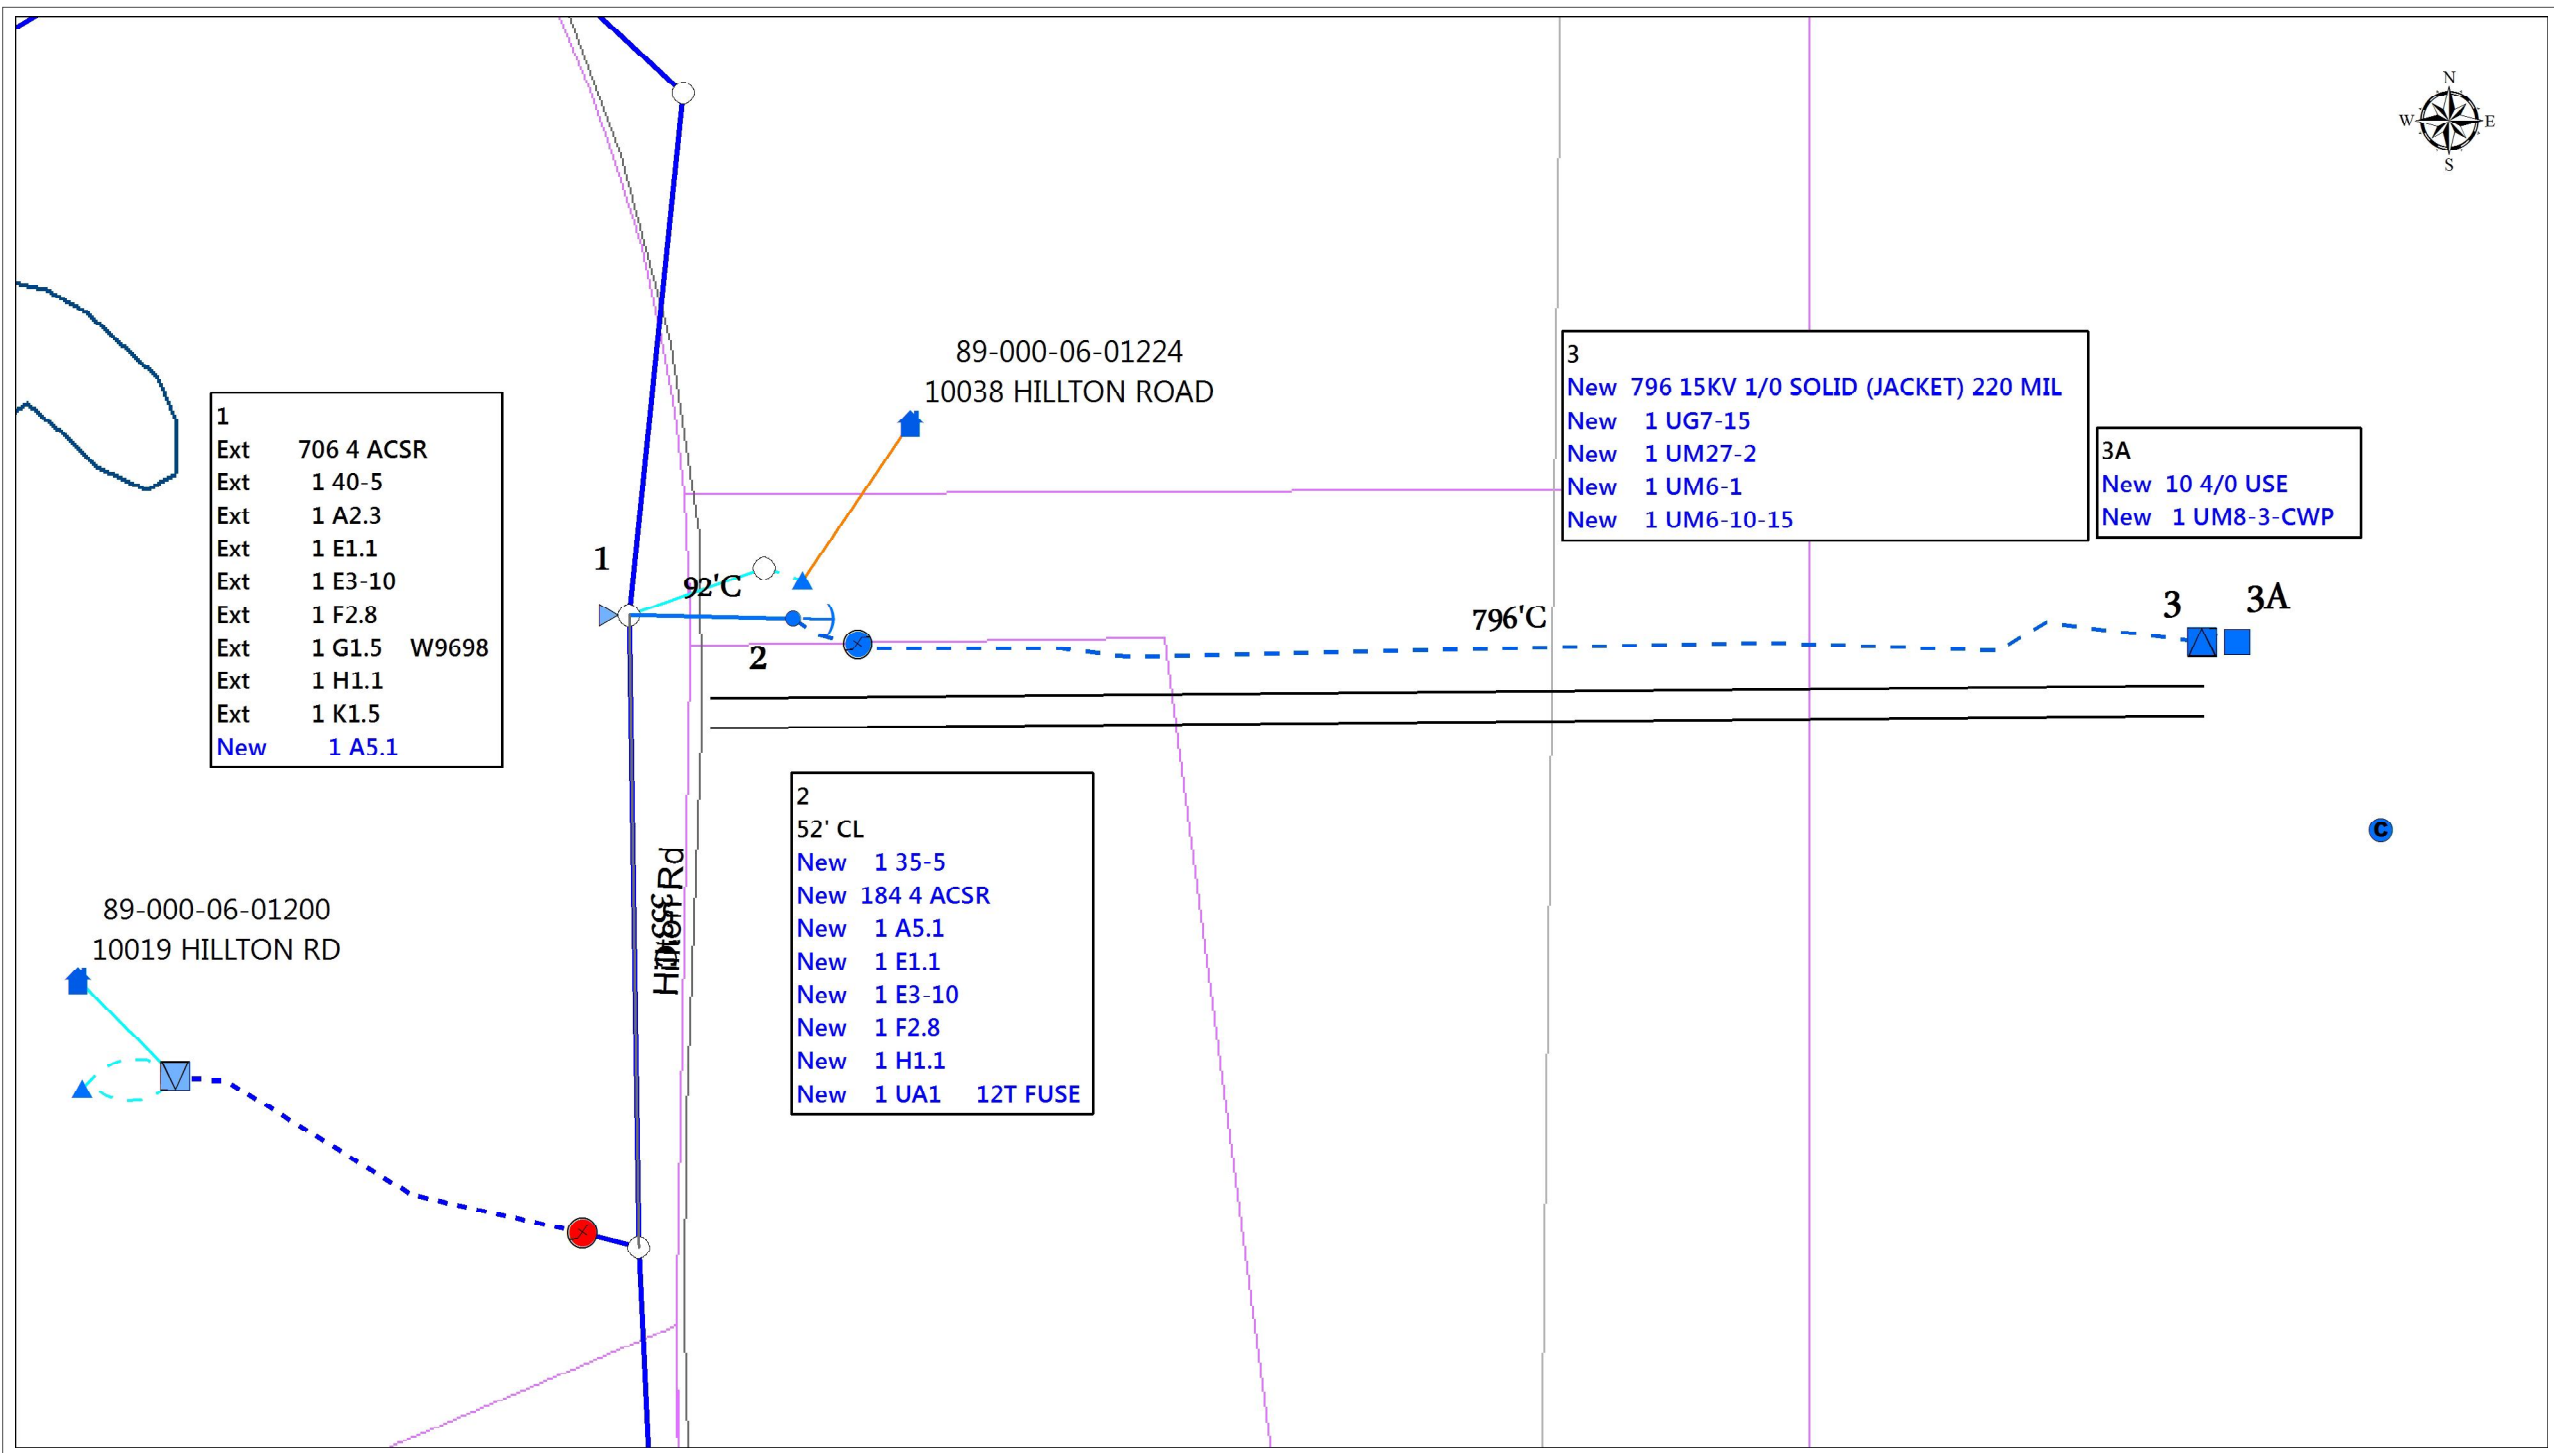 N
W E
S
89-000-06-01224
10038 HILLTON ROAD
1
Ext 706 4 ACSR
Ext 1 40-5
Ext 1 A2.3
Ext 1 E1.1
Ext 1 E3-10
Ext 1 F2.8
Ext 1 G1.5 W9698
Ext 1 H1.1
Ext 1 K1.5
New 1 A5.1
3
New 796 15KV 1/0 SOLID (JACKET) 220 MIL
New 1 UG7-15
New 1 UM27-2
New 1 UM6-1
New 1 UM6-10-15
3A
New 10 4/0 USE
New 1 UM8-3-CWP
1
92'C
2
796'C
3
3A
2
52' CL
New 1 35-5
New 184 4 ACSR
New 1 A5.1
New 1 E1.1
New 1 E3-10
New 1 F2.8
New 1 H1.1
New 1 UA1 12T FUSE
C
Rd
89-000-06-01200
10019 HILLTON RD